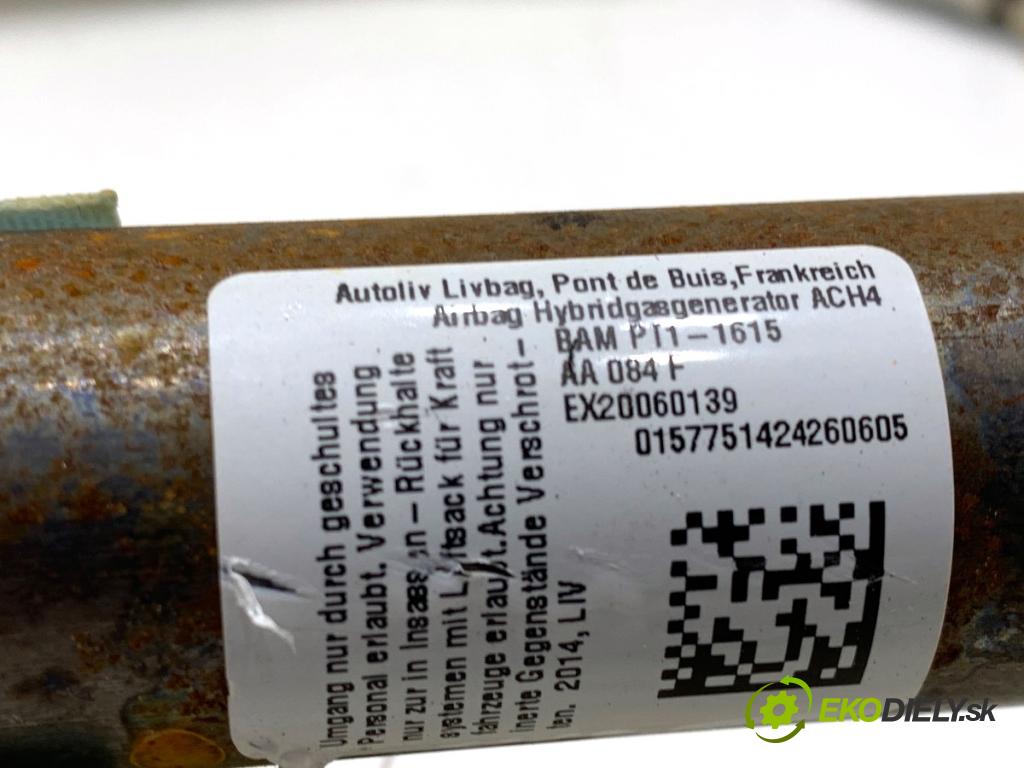 Autoliv Livbag, Pont de Buis,Frankreich
Airbag Hybridgasgenerator ACH4
BAM PT1-1615
AA 084 F
EX20060139
0157751424260605
Umgang nur durch geschultes
Personal erlaubt. Verwendung
nur zur in Insassen-Rückhalte
systemen mit Luftsack für Kraft
fahrzeuge erlaubt.Achtung nur
inerte Gegenstände Verschrot-
ten. 2014, LIV
EKODIELY.sk